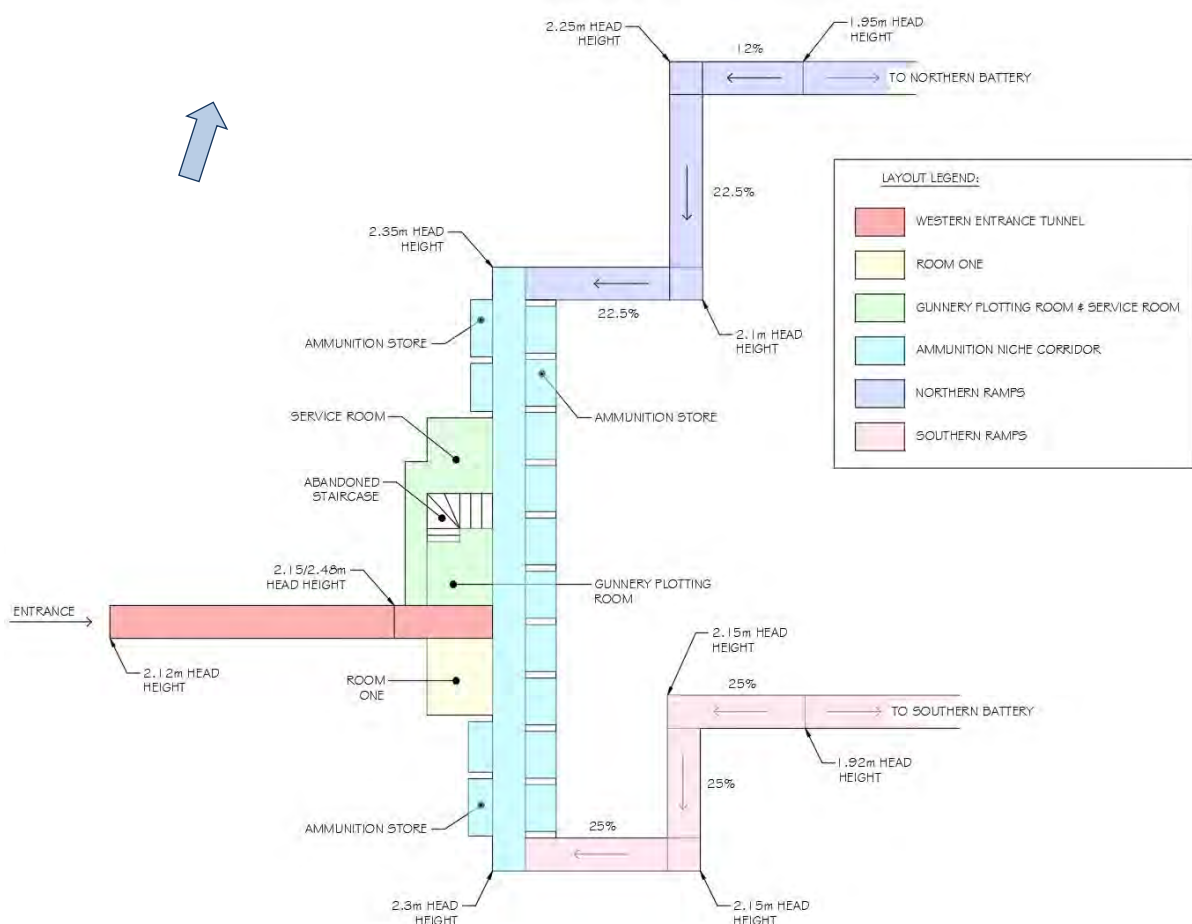 2.25m HEAD
HEIGHT
1.95m HEAD
HEIGHT
12%
TO NORTHERN BATTERY
22.5%
LAYOUT LEGEND:
WESTERN ENTRANCE TUNNEL
ROOM ONE
GUNNERY PLOTTING ROOM & SERVICE ROOM
AMMUNITION NICHE CORRIDOR
NORTHERN RAMPS
SOUTHERN RAMPS
2.35m HEAD
HEIGHT
22.5%
2.1m HEAD
HEIGHT
AMMUNITION STORE
AMMUNITION STORE
SERVICE ROOM
ABANDONED
STAIRCASE
2.15/2.48m
HEAD HEIGHT
GUNNERY PLOTTING
ROOM
ENTRANCE
2.12m HEAD
HEIGHT
ROOM
ONE
2.15m HEAD
HEIGHT
25%
TO SOUTHERN BATTERY
1.92m HEAD
HEIGHT
25%
AMMUNITION STORE
25%
2.3m HEAD
HEIGHT
2.15m HEAD
HEIGHT